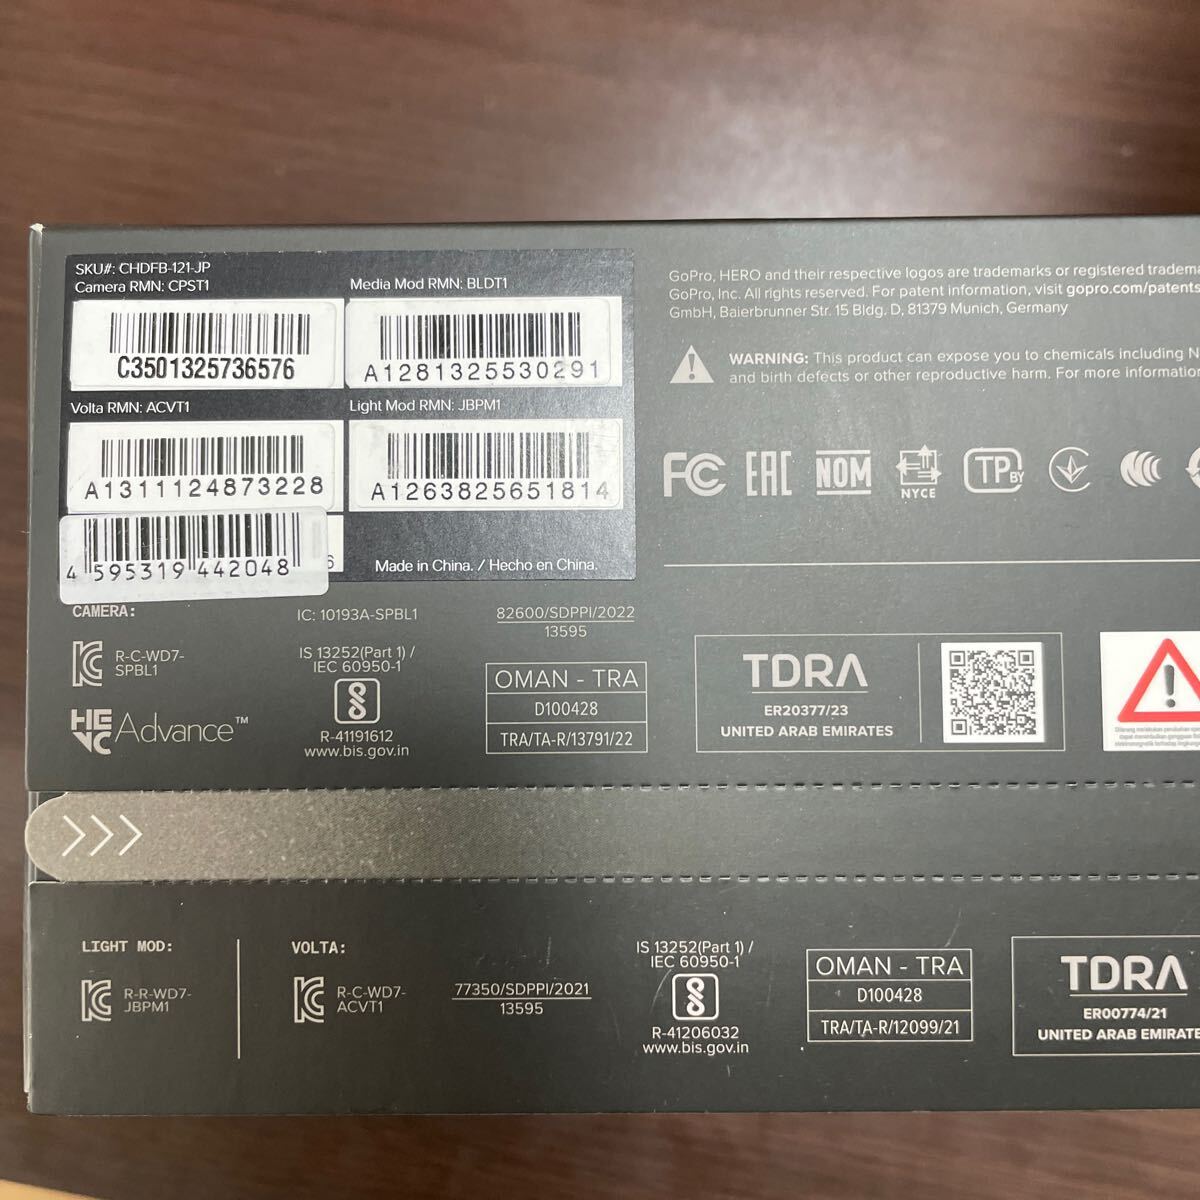 SKU#: CHDFB-121-JP
Camera RMN: CPST1
Media Mod RMN: BLDT1
C3501325736576
A1281325530291
Volta RMN: ACVT1
Light Mod RMN: JBPM1
A1311124873228
A1263825651814
4 595319 442048
6
Made in China. / Hecho en China.
GoPro, HERO and their respective logos are trademarks or registered
GoPro, Inc. All rights reserved. For patent information, visit gopro.com/patents
GmbH, Baierbrunner Str. 15 Bldg. D, 81379 Munich, Germany
WARNING: This product can expose you to chemicals including
and birth defects or other reproductive harm. For more
FC EAC NOM NYCE TP BY
CAMERA:
R-C-WD7-
SPBL1
HEVC Advance™
IC: 10193A-SPBL1
IS 13252(Part 1) /
IEC 60950-1
R-41191612
www.bis.gov.in
82600/SDPPI/2022
13595
OMAN - TRA
D100428
TRA/TA-R/13791/22
TDRA
ER20377/23
UNITED ARAB EMIRATES
LIGHT MOD:
R-R-WD7-
JBPM1
VOLTA:
R-C-WD7-
ACVT1
77350/SDPPI/2021
13595
IS 13252(Part 1) /
IEC 60950-1
R-41206032
www.bis.gov.in
OMAN - TRA
D100428
TRA/TA-R/12099/21
TDRA
ER00774/21
UNITED ARAB EMIRATE